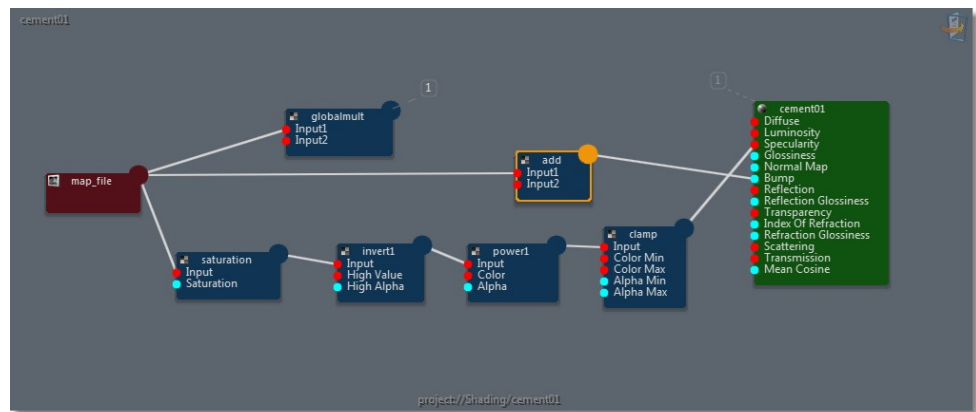 cement01
globalmult
Input1
Input2
1
1
cement01
Diffuse
Luminosity
Specularity
Glossiness
Normal Map
Bump
Reflection
Reflection Glossiness
Transparency
Index Of Refraction
Refraction Glossiness
Scattering
Transmission
Mean Cosine
map_file
add
Input1
Input2
saturation
Input
Saturation
invert1
Input
High Value
High Alpha
power1
Input
Color
Alpha
clamp
Input
Color Min
Color Max
Alpha Min
Alpha Max
project://Shading/cement01